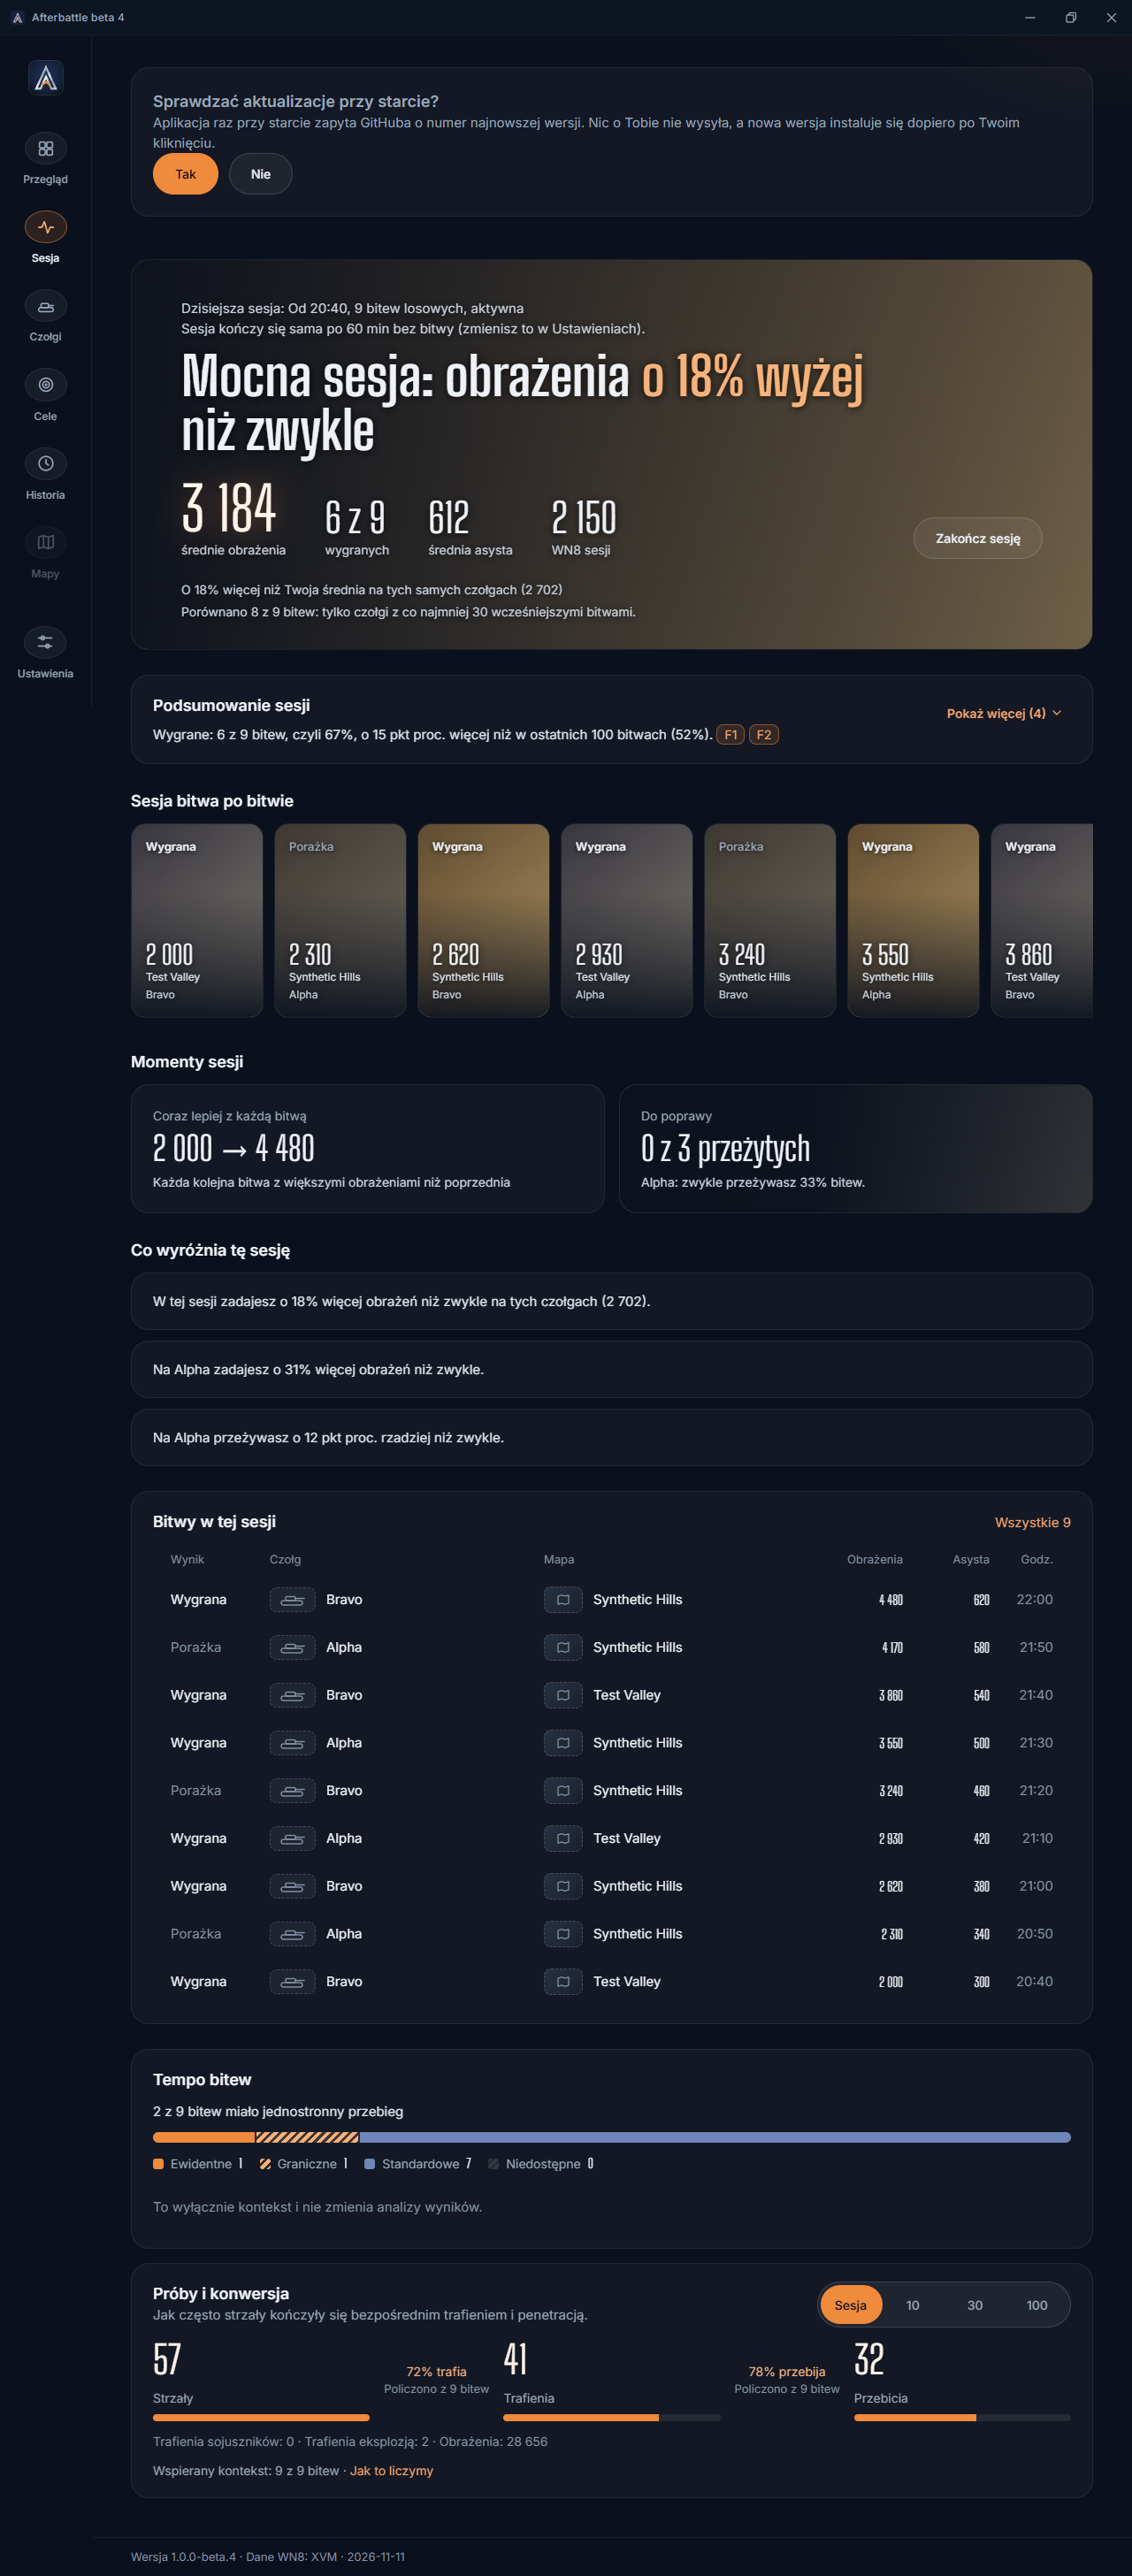 Afterbattle beta 4
Przegląd
Sesja
Czołgi
Cele
Historia
Mapy
Ustawienia
Sprawdzać aktualizacje przy starcie?
Aplikacja raz przy starcie zapyta GitHuba o numer najnowszej wersji. Nic o Tobie nie wysyła, a nowa wersja instaluje się dopiero po Twoim
kliknięciu.
Tak Nie
Dzisiejsza sesja: Od 20:40, 9 bitew losowych, aktywna
Sesja kończy się sama po 60 min bez bitwy (zmienisz to w Ustawieniach).
Mocna sesja: obrażenia o 18% wyżej
niż zwykle
3 184 6 z 9 612 2 150
średnie obrażenia wygranych średnia asysta WN8 sesji
Zakończ sesję
O 18% więcej niż Twoja średnia na tych samych czołgach (2 702)
Porównano 8 z 9 bitew: tylko czołgi z co najmniej 30 wcześniejszymi bitwami.
Podsumowanie sesji
Pokaż więcej (4)
Wygrane: 6 z 9 bitew, czyli 67%, o 15 pkt proc. więcej niż w ostatnich 100 bitwach (52%). F1 F2
Sesja bitwa po bitwie
Wygrana Porażka Wygrana Wygrana Porażka Wygrana Wygrana
2 000 2 310 2 620 2 930 3 240 3 550 3 860
Test Valley Synthetic Hills Synthetic Hills Test Valley Synthetic Hills Synthetic Hills Test Valley
Bravo Alpha Bravo Alpha Bravo Alpha Bravo
Momenty sesji
Coraz lepiej z każdą bitwą
2 000 → 4 480
Każda kolejna bitwa z większymi obrażeniami niż poprzednia
Do poprawy
0 z 3 przeżytych
Alpha: zwykle przeżywasz 33% bitew.
Co wyróżnia tę sesję
W tej sesji zadajesz o 18% więcej obrażeń niż zwykle na tych czołgach (2 702).
Na Alpha zadajesz o 31% więcej obrażeń niż zwykle.
Na Alpha przeżywasz o 12 pkt proc. rzadziej niż zwykle.
Bitwy w tej sesji Wszystkie 9
Wynik Czołg Mapa Obrażenia Asysta Godz.
Wygrana Bravo Synthetic Hills 4 480 620 22:00
Porażka Alpha Synthetic Hills 4 170 580 21:50
Wygrana Bravo Test Valley 3 860 540 21:40
Wygrana Alpha Synthetic Hills 3 550 500 21:30
Porażka Bravo Synthetic Hills 3 240 460 21:20
Wygrana Alpha Test Valley 2 930 420 21:10
Wygrana Bravo Synthetic Hills 2 620 380 21:00
Porażka Alpha Synthetic Hills 2 310 340 20:50
Wygrana Bravo Test Valley 2 000 300 20:40
Tempo bitew
2 z 9 bitew miało jednostronny przebieg
Ewidentne 1 Graniczne 1 Standardowe 7 Niedostępne 0
To wyłącznie kontekst i nie zmienia analizy wyników.
Próby i konwersja
Jak często strzały kończyły się bezpośrednim trafieniem i penetracją.
Sesja 10 30 100
57 41 32
72% trafia 78% przebija
Policzono z 9 bitew Policzono z 9 bitew
Strzały Trafienia Przebicia
Trafienia sojuszników: 0 · Trafienia eksplozją: 2 · Obrażenia: 28 656
Wspierany kontekst: 9 z 9 bitew · Jak to liczymy
Wersja 1.0.0-beta.4 · Dane WN8: XVM · 2026-11-11